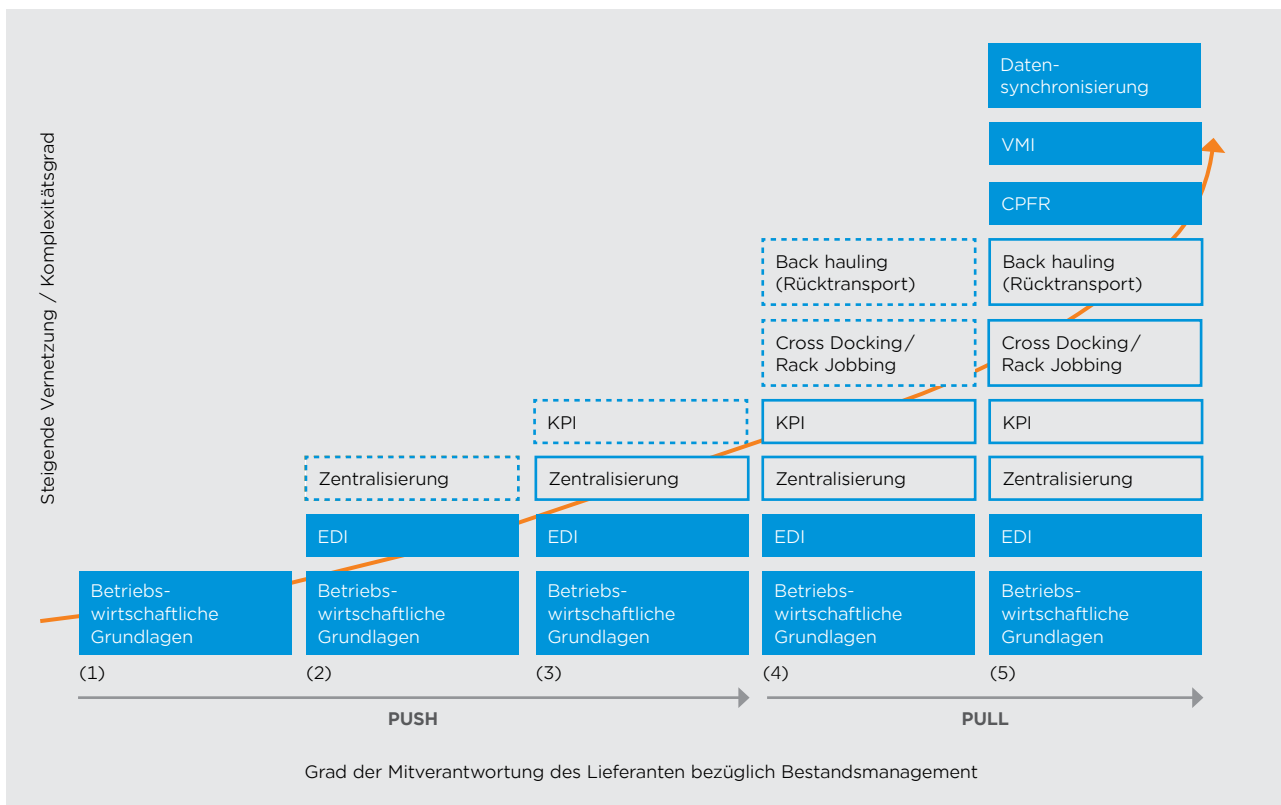 Steigende Vernetzung / Komplexitätsgrad
Daten-
synchronisierung
VMI
CPFR
Back hauling
(Rücktransport)
Back hauling
(Rücktransport)
Cross Docking /
Rack Jobbing
Cross Docking /
Rack Jobbing
KPI
KPI
KPI
Zentralisierung
Zentralisierung
Zentralisierung
Zentralisierung
EDI
EDI
EDI
EDI
Betriebs-
wirtschaftliche
Grundlagen
Betriebs-
wirtschaftliche
Grundlagen
Betriebs-
wirtschaftliche
Grundlagen
Betriebs-
wirtschaftliche
Grundlagen
Betriebs-
wirtschaftliche
Grundlagen
(1)
(2)
(3)
(4)
(5)
PUSH
PULL
Grad der Mitverantwortung des Lieferanten bezüglich Bestandsmanagement